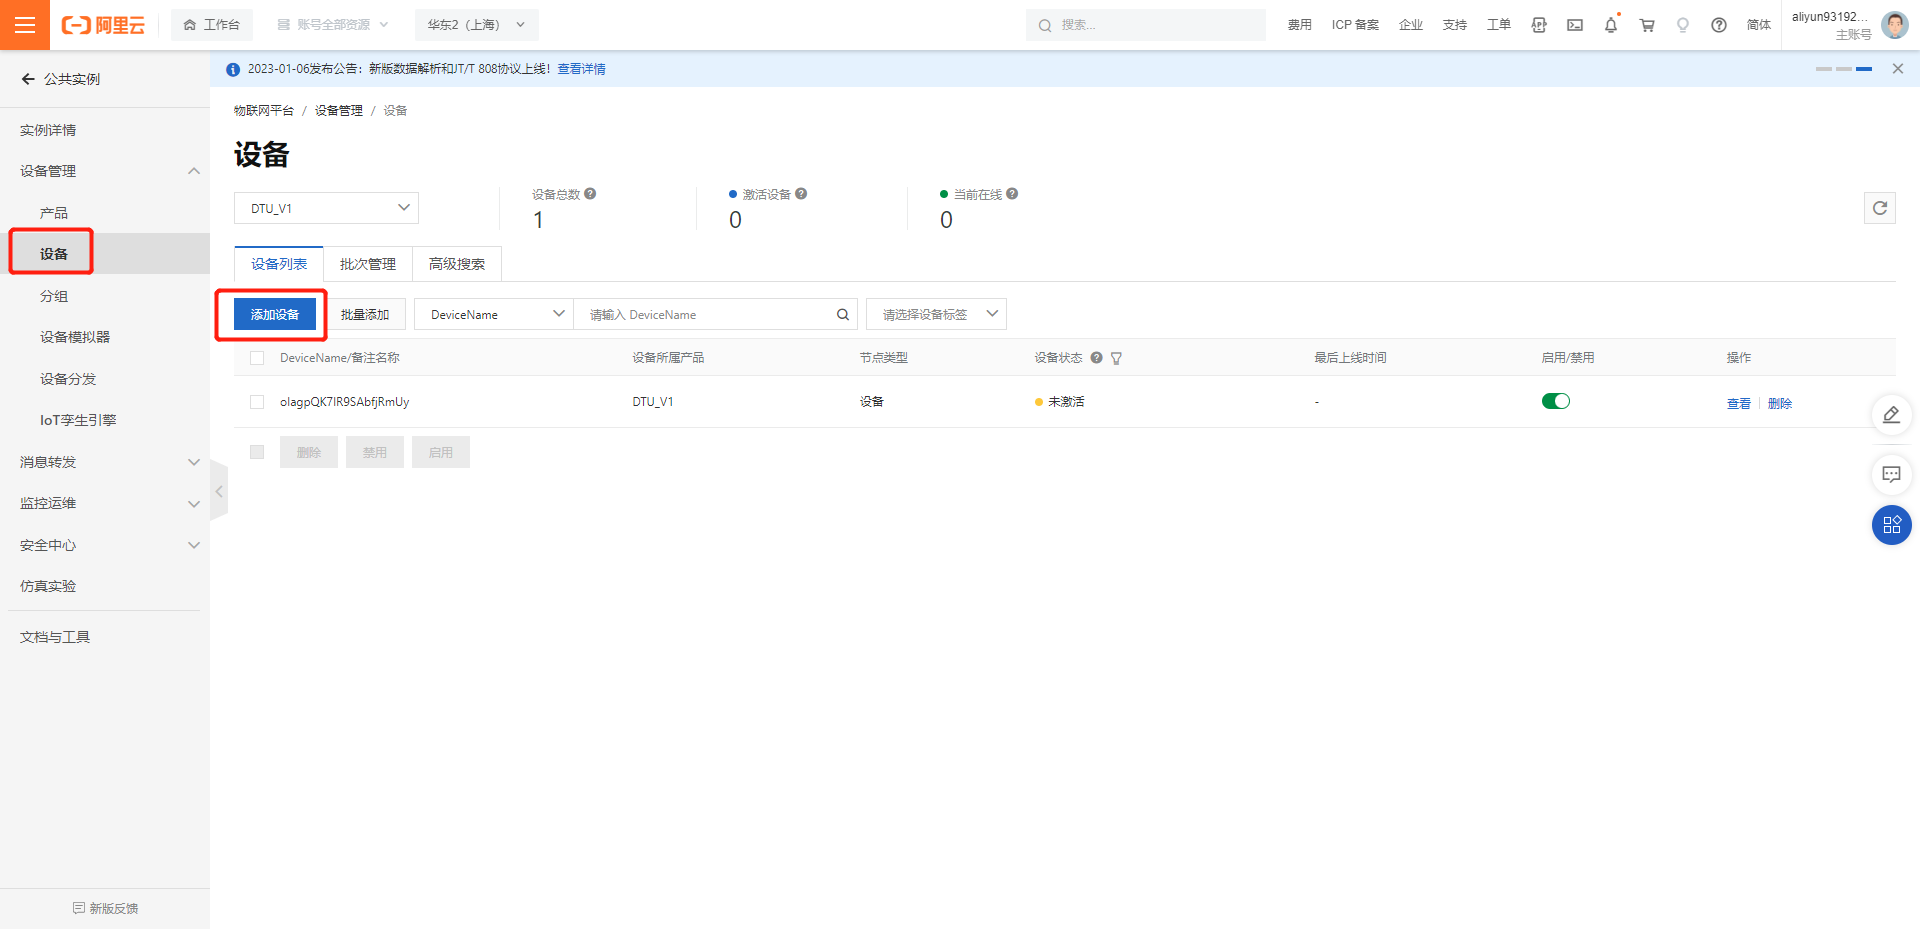 阿里云
工作台
账号全部资源
华东2（上海）
搜索...
费用
ICP 备案
企业
支持
工单
简体
aliyun93192...
主账号
公共实例
实例详情
设备管理
产品
设备
分组
设备模拟器
设备分发
IoT孪生引擎
消息转发
监控运维
安全中心
仿真实验
文档与工具
新版反馈
2023-01-06发布公告：新版数据解析和JT/T 808协议上线！查看详情
物联网平台 / 设备管理 / 设备
设备
DTU_V1
设备总数
1
激活设备
0
当前在线
0
设备列表
批次管理
高级搜索
添加设备
批量添加
DeviceName
请输入 DeviceName
请选择设备标签
DeviceName/备注名称
设备所属产品
节点类型
设备状态
最后上线时间
启用/禁用
操作
olagpQK7IR9SAbfjRmUy
DTU_V1
设备
未激活
-
查看
删除
删除
禁用
启用